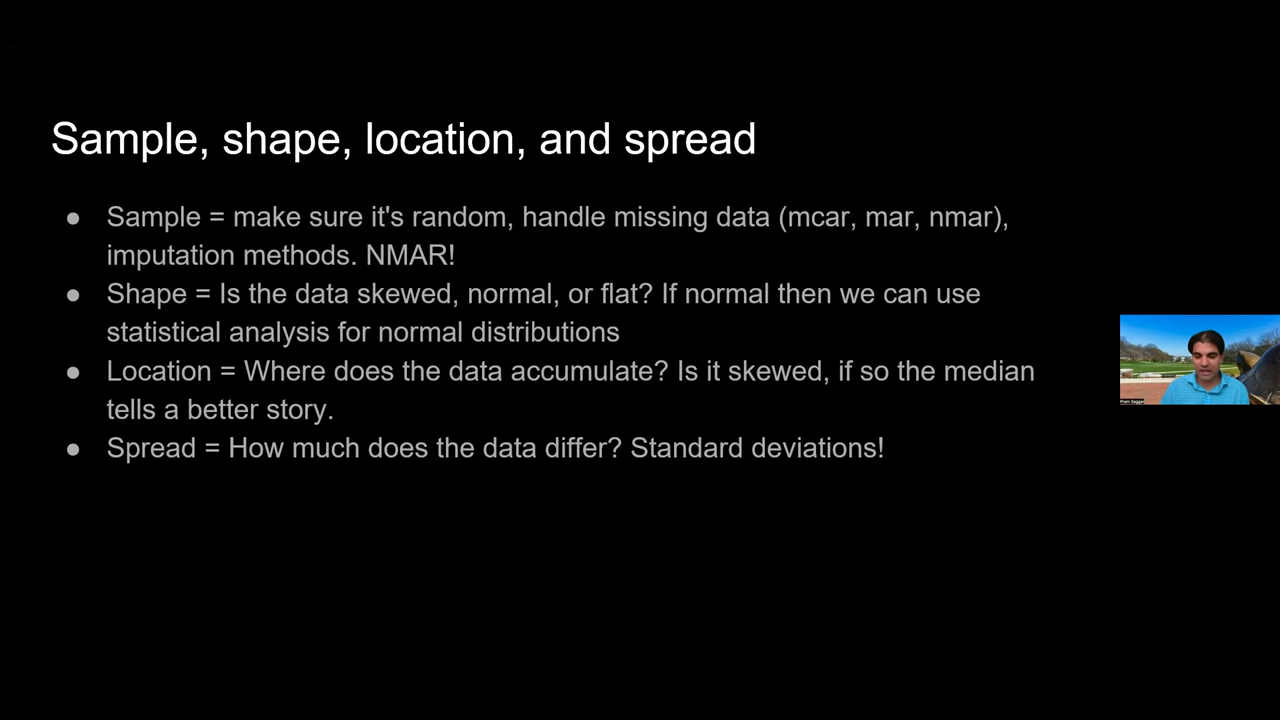 Sample, shape, location, and spread
● Sample = make sure it's random, handle missing data (mcar, mar, nmar),
imputation methods. NMAR!
● Shape = Is the data skewed, normal, or flat? If normal then we can use
statistical analysis for normal distributions
● Location = Where does the data accumulate? Is it skewed, if so the median
tells a better story.
● Spread = How much does the data differ? Standard deviations!
Prem Saggar